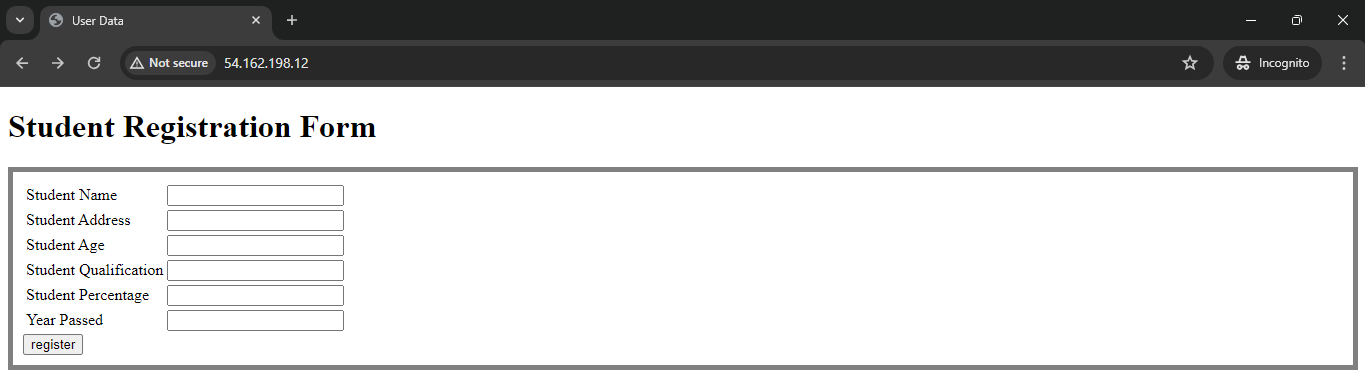 User Data
Not secure 54.162.198.12 Incognito
Student Registration Form
Student Name
Student Address
Student Age
Student Qualification
Student Percentage
Year Passed
register